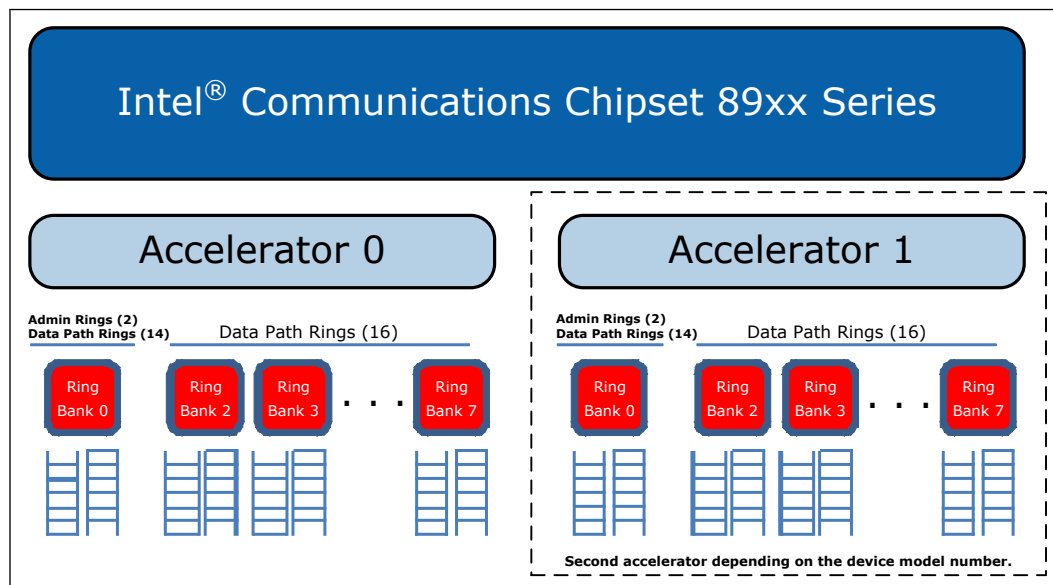 Intel® Communications Chipset 89xx Series
Accelerator 0
Admin Rings (2)
Data Path Rings (14)
Data Path Rings (16)
Ring
Bank 0
Ring
Bank 2
Ring
Bank 3
. . .
Ring
Bank 7
Accelerator 1
Admin Rings (2)
Data Path Rings (14)
Data Path Rings (16)
Ring
Bank 0
Ring
Bank 2
Ring
Bank 3
. . .
Ring
Bank 7
Second accelerator depending on the device model number.